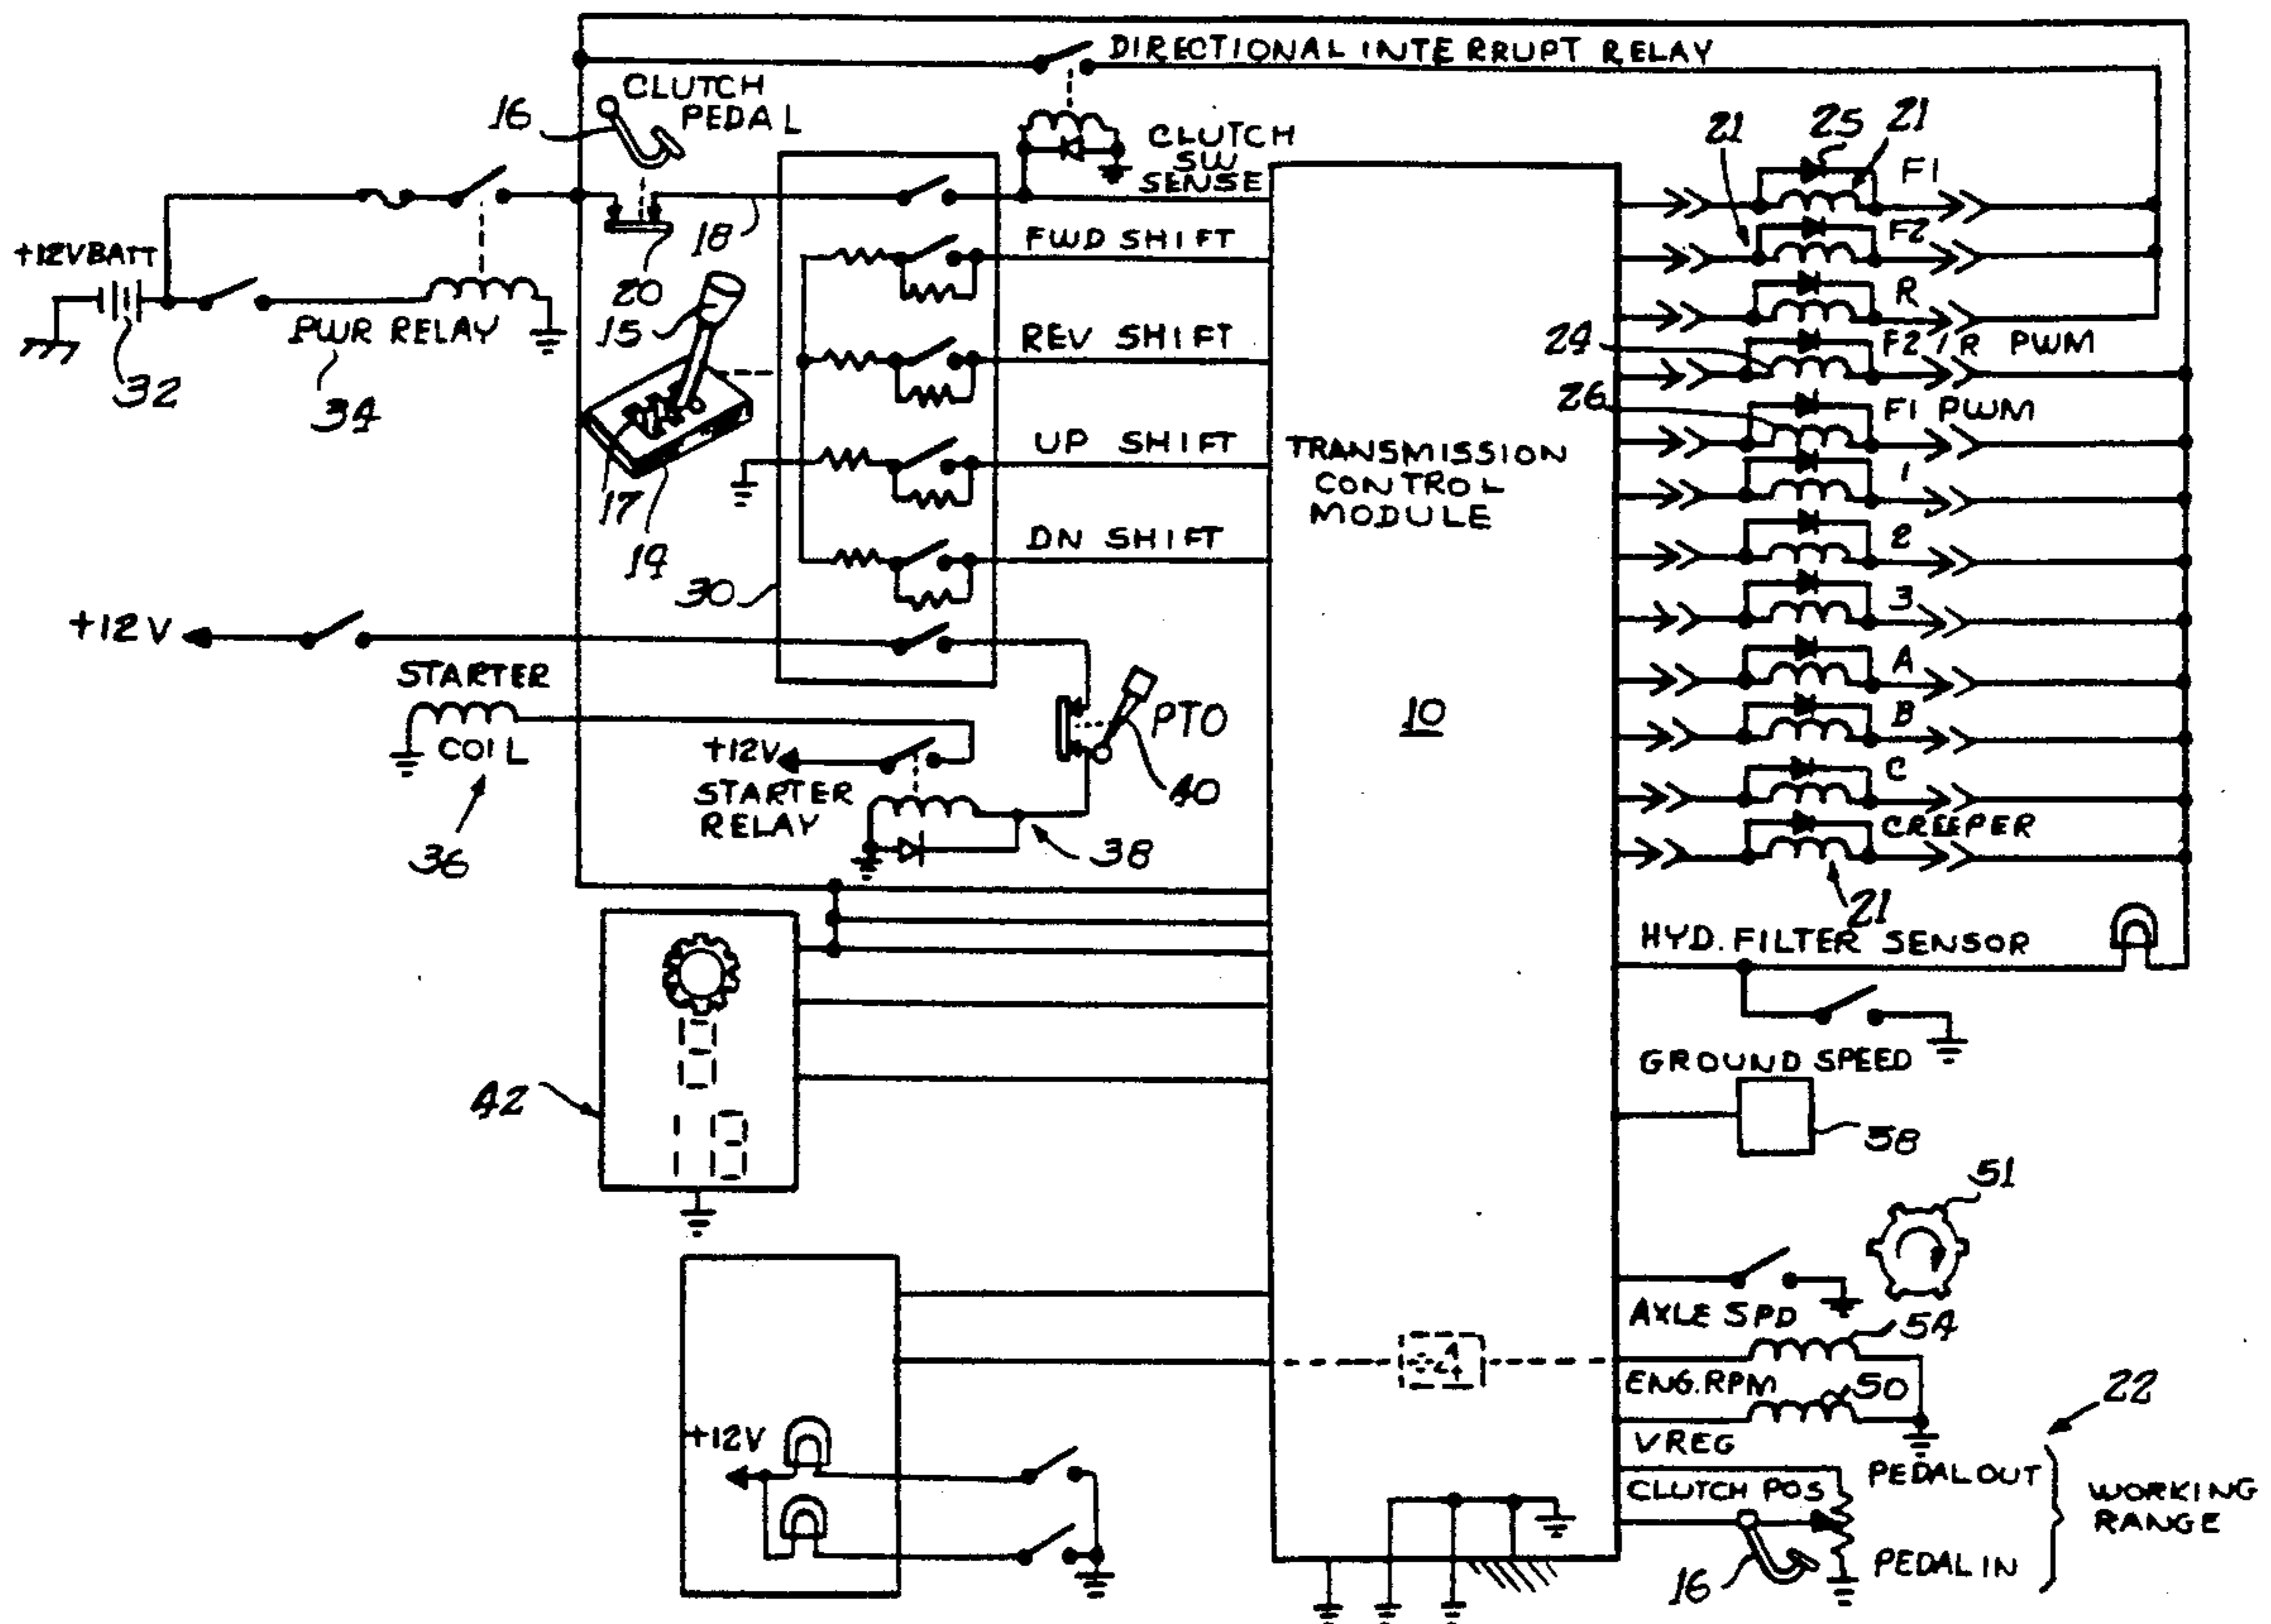 DIRECTIONAL INTERRUPT RELAY
CLUTCH
PEDAL
16
CLUTCH
SW
SENSE
21
25
21
F1
F2
R
+12VBATT
18
FWD SHIFT
20
15
PWR RELAY
32
34
REV SHIFT
24
F2/R PWM
26
F1 PWM
UP SHIFT
TRANSMISSION
CONTROL
MODULE
10
1
17
19
DN SHIFT
2
30
3
+12V
A
STARTER
COIL
36
PTO
40
B
+12V
STARTER
RELAY
38
C
CREEPER
21
HYD. FILTER SENSOR
42
GROUND SPEED
58
51
AXLE SPD
54
÷4
ENG. RPM
50
22
VREG
+12V
PEDAL OUT
CLUTCH POS
WORKING
RANGE
16
PEDAL IN